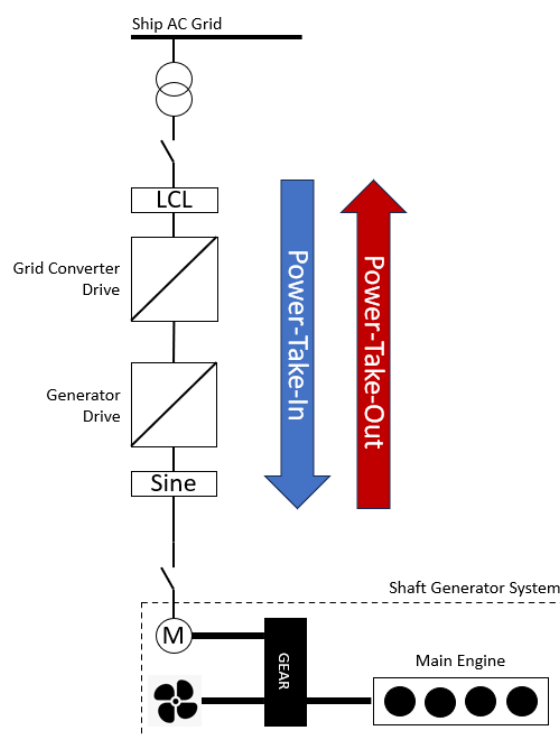 Ship AC Grid
LCL
Grid Converter
Drive
Power-Take-In
Power-Take-Out
Generator
Drive
Sine
Shaft Generator System
M
GEAR
Main Engine